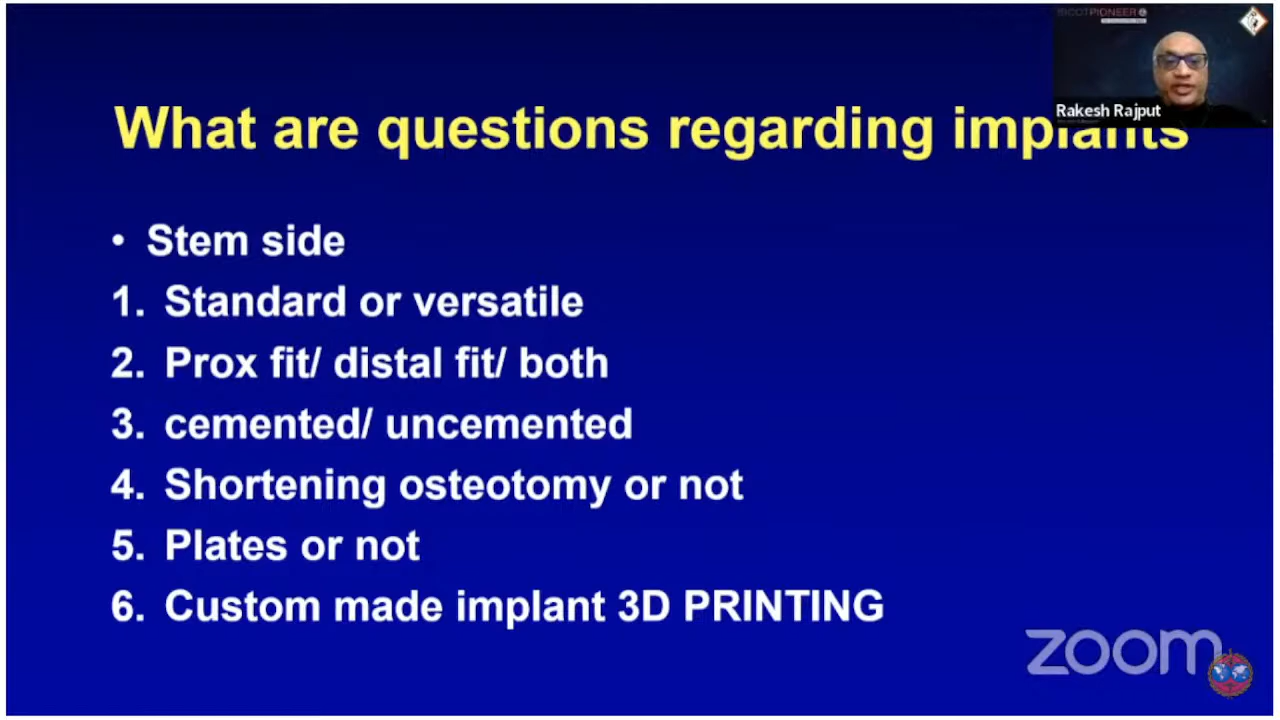 SICOT PIONEER
Rakesh Rajput
What are questions regarding implants
• Stem side
1. Standard or versatile
2. Prox fit/ distal fit/ both
3. cemented/ uncemented
4. Shortening osteotomy or not
5. Plates or not
6. Custom made implant 3D PRINTING
zoom